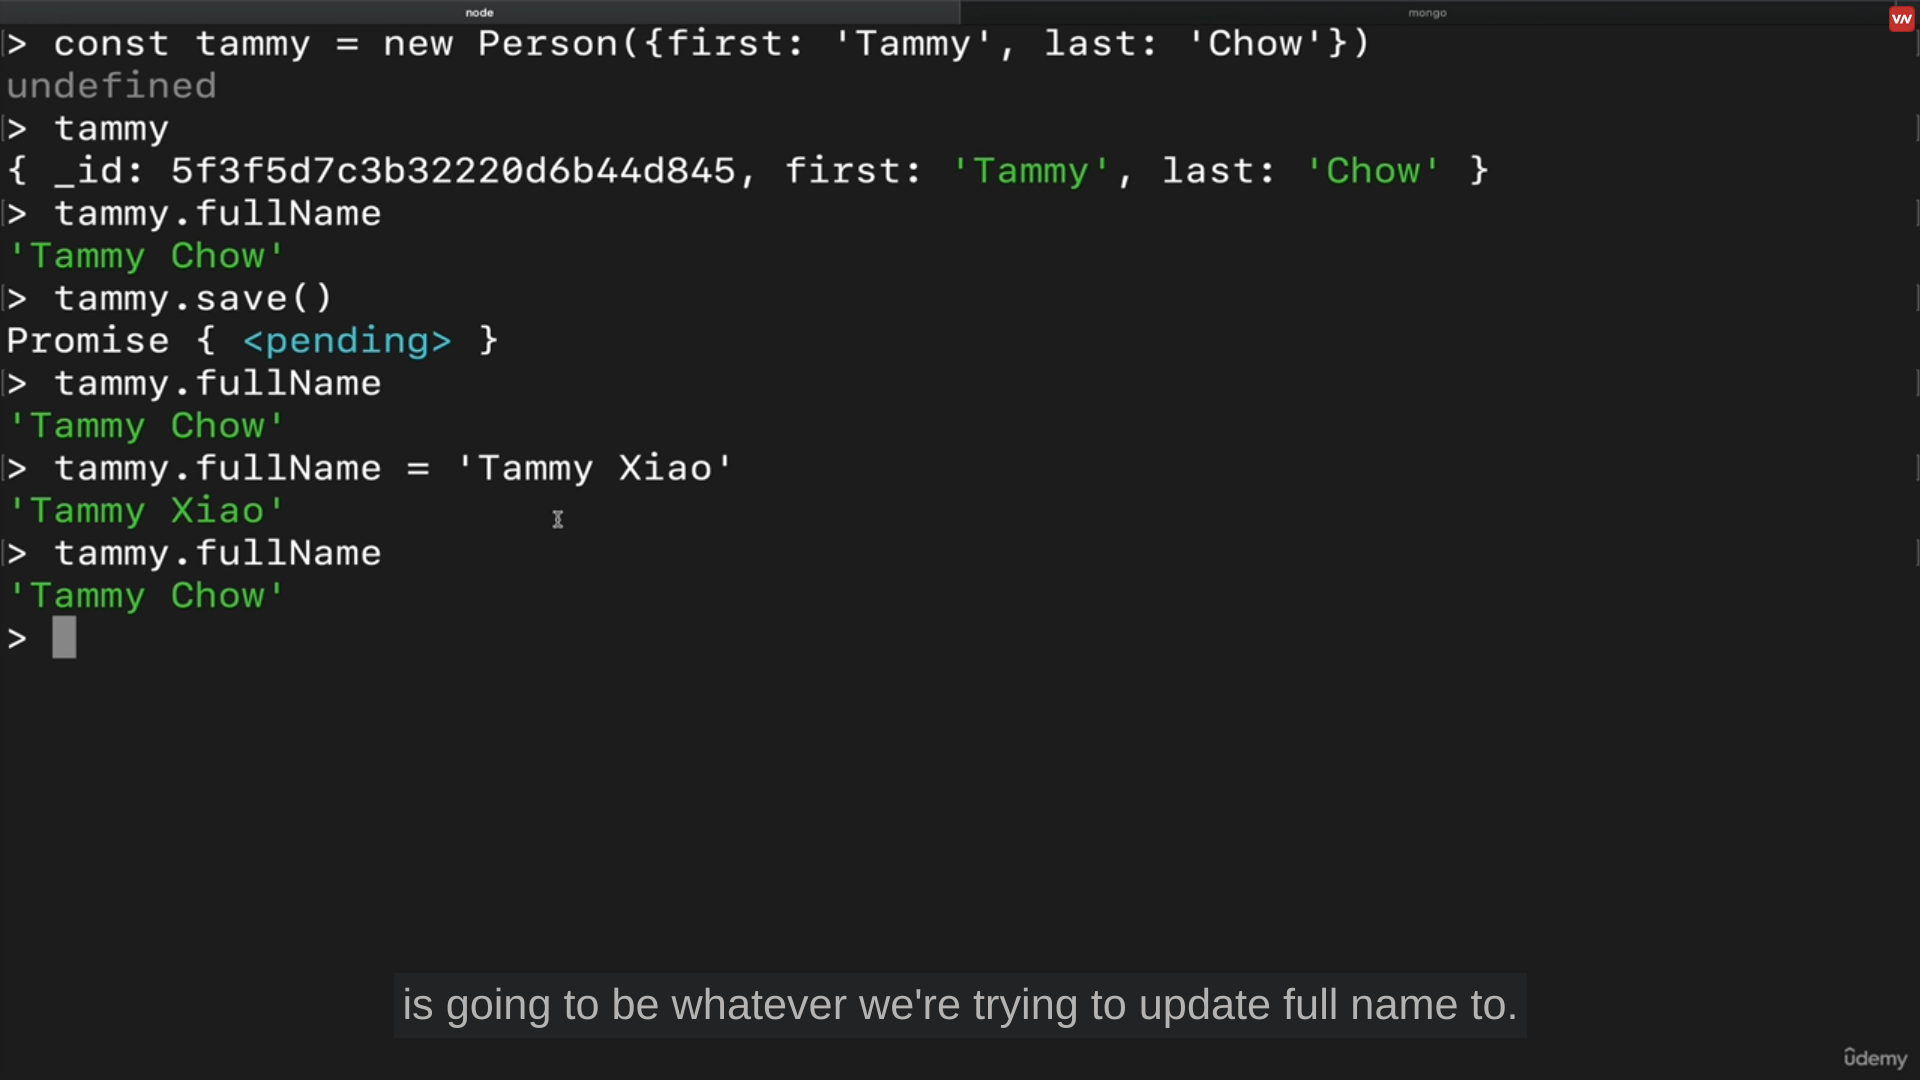 node
mongo
VN
> const tammy = new Person({first: 'Tammy', last: 'Chow'})
undefined
> tammy
{ _id: 5f3f5d7c3b32220d6b44d845, first: 'Tammy', last: 'Chow' }
> tammy.fullName
'Tammy Chow'
> tammy.save()
Promise { <pending> }
> tammy.fullName
'Tammy Chow'
> tammy.fullName = 'Tammy Xiao'
'Tammy Xiao'
> tammy.fullName
'Tammy Chow'
>
is going to be whatever we're trying to update full name to.
ûdemy